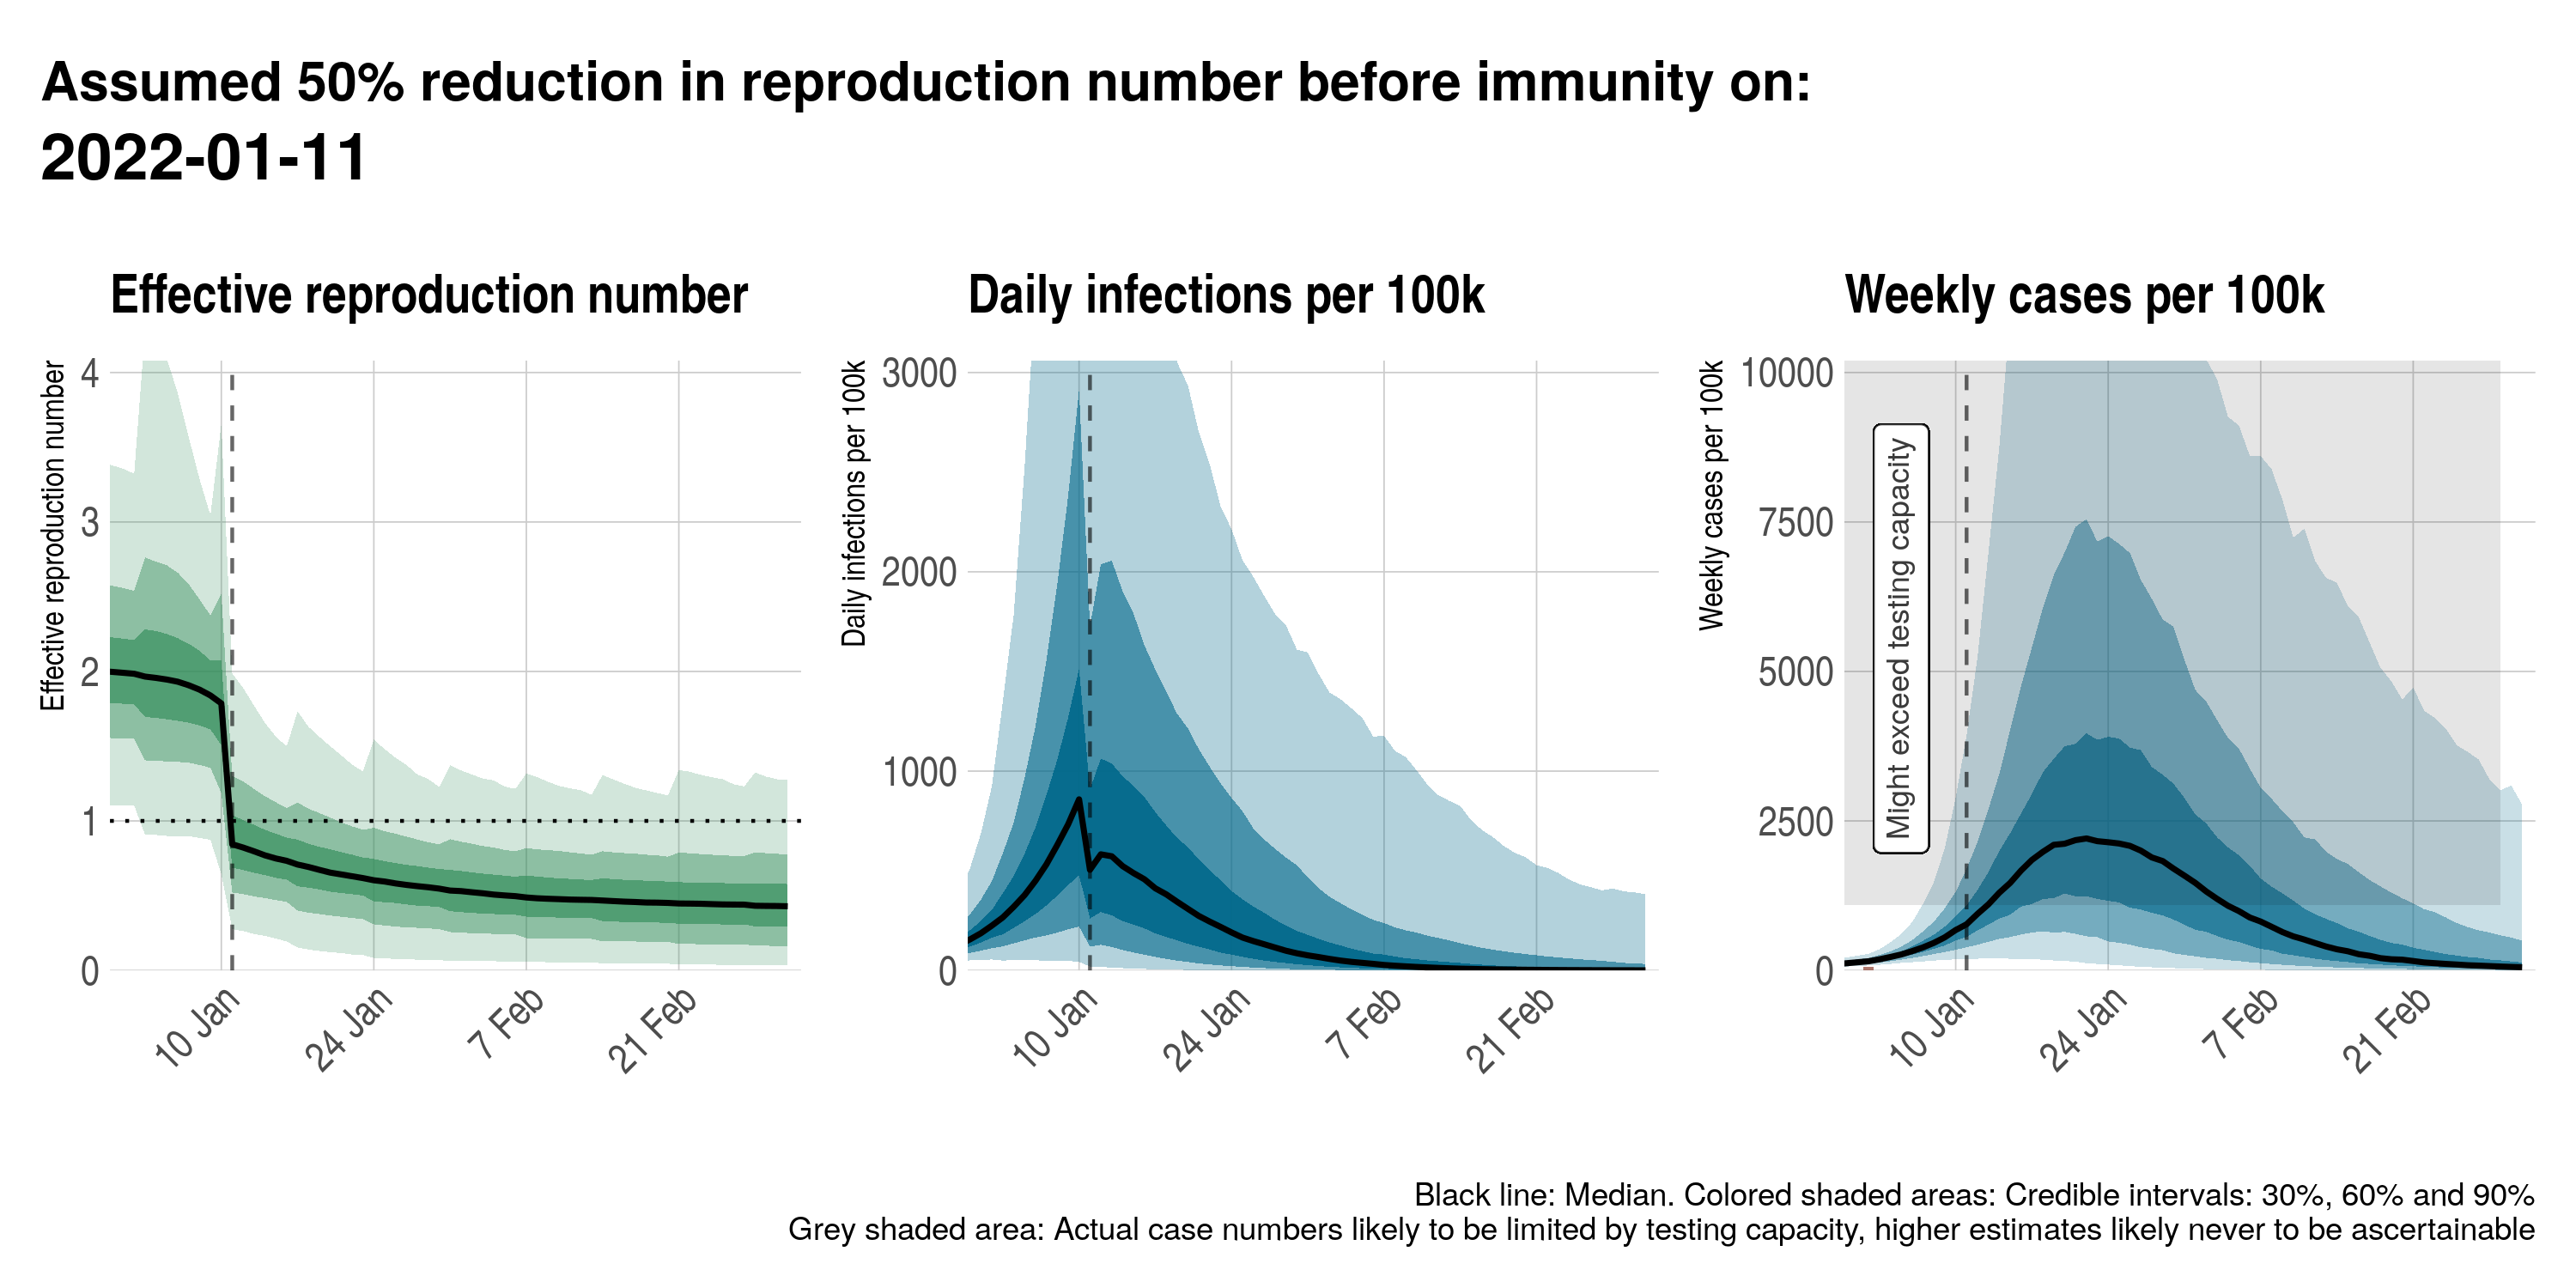 Assumed 50% reduction in reproduction number before immunity on:
2022-01-11
Effective reproduction number
Effective reproduction number
4
3
2
1
0
10 Jan
24 Jan
7 Feb
21 Feb
Daily infections per 100k
Daily infections per 100k
3000
2000
1000
0
10 Jan
24 Jan
7 Feb
21 Feb
Weekly cases per 100k
Weekly cases per 100k
10000
7500
5000
2500
0
Might exceed testing capacity
10 Jan
24 Jan
7 Feb
21 Feb
Black line: Median. Colored shaded areas: Credible intervals: 30%, 60% and 90%
Grey shaded area: Actual case numbers likely to be limited by testing capacity, higher estimates likely never to be ascertainable